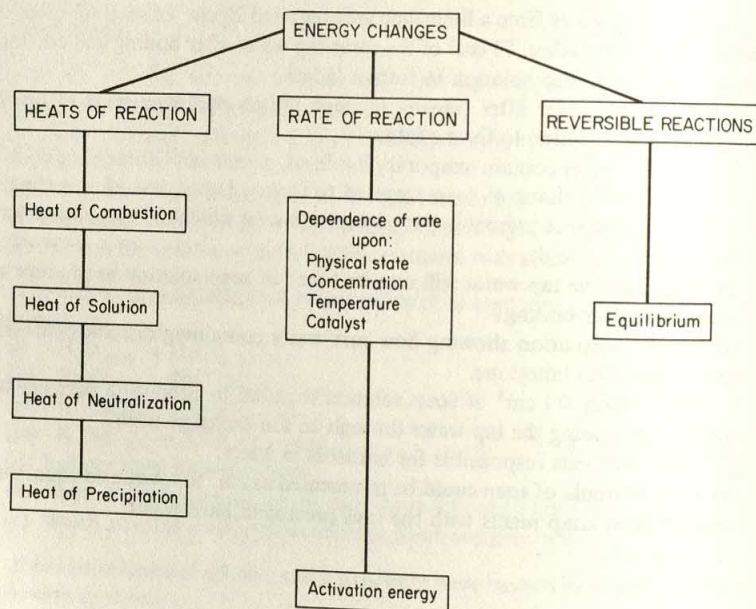 ENERGY CHANGES
HEATS OF REACTION
Heat of Combustion
Heat of Solution
Heat of Neutralization
Heat of Precipitation
RATE OF REACTION
Dependence of rate
upon:
Physical state
Concentration
Temperature
Catalyst
Activation energy
REVERSIBLE REACTIONS
Equilibrium